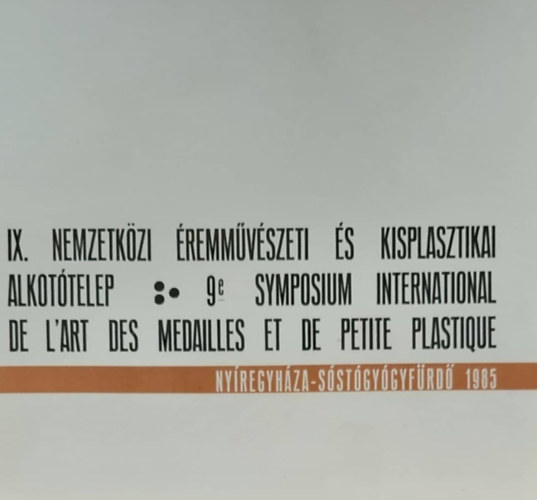 IX. NEMZETKÖZI ÉREMMŰVÉSZETI ÉS KISPLASZTIKAI
ALKOTÓTELEP 9e SYMPOSIUM INTERNATIONAL
DE L'ART DES MEDAILLES ET DE PETITE PLASTIQUE
NYÍREGYHÁZA-SÓSTÓGYÓGYFÜRDŐ 1985